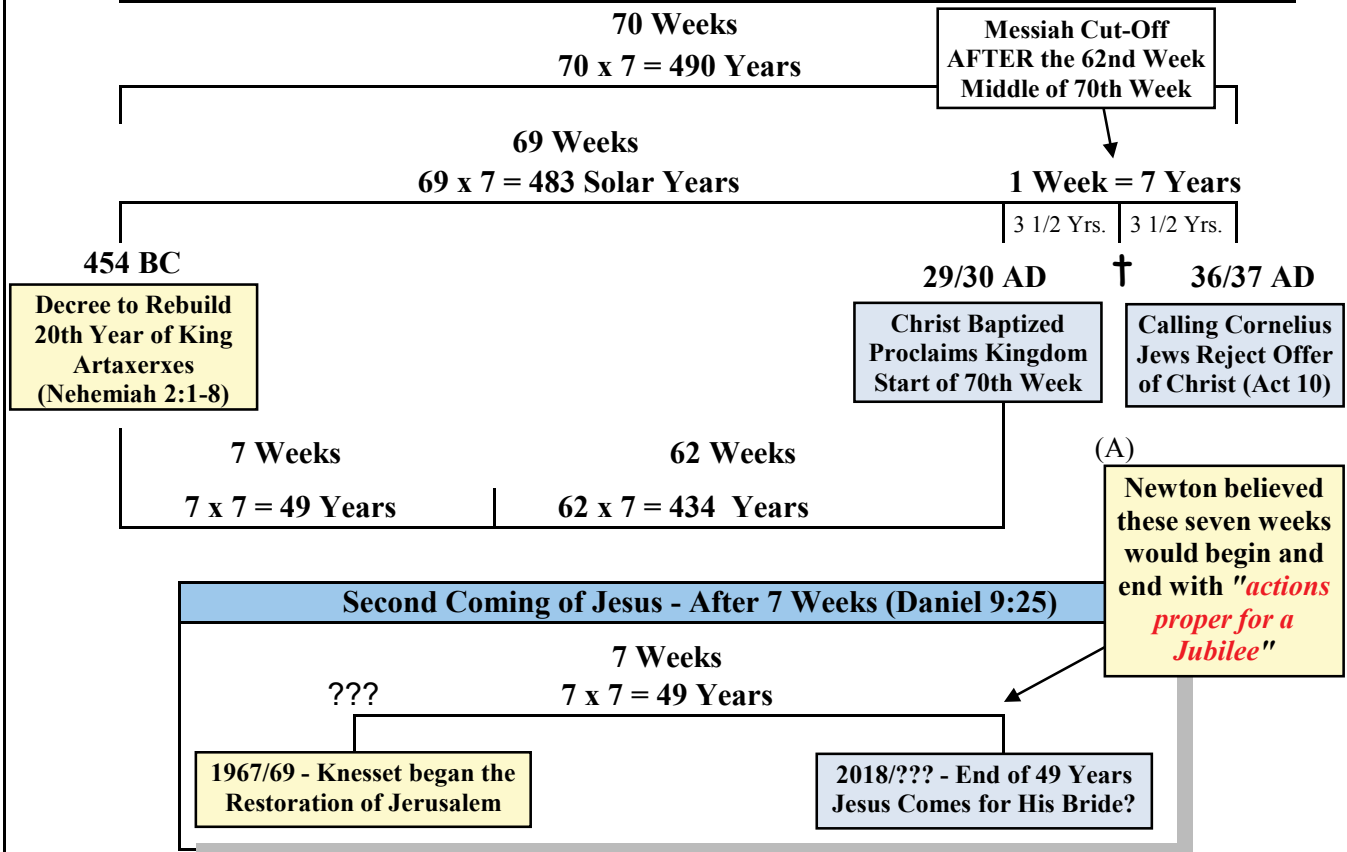 70 Weeks
70 x 7 = 490 Years
Messiah Cut-Off
AFTER the 62nd Week
Middle of 70th Week
69 Weeks
69 x 7 = 483 Solar Years
1 Week = 7 Years
3 1/2 Yrs.
3 1/2 Yrs.
454 BC
Decree to Rebuild
20th Year of King
Artaxerxes
(Nehemiah 2:1-8)
29/30 AD
Christ Baptized
Proclaims Kingdom
Start of 70th Week
†
36/37 AD
Calling Cornelius
Jews Reject Offer
of Christ (Act 10)
7 Weeks
7 x 7 = 49 Years
62 Weeks
62 x 7 = 434 Years
(A)
Newton believed
these seven weeks
would begin and
end with "actions
proper for a
Jubilee"
Second Coming of Jesus - After 7 Weeks (Daniel 9:25)
7 Weeks
7 x 7 = 49 Years
???
1967/69 - Knesset began the
Restoration of Jerusalem
2018/??? - End of 49 Years
Jesus Comes for His Bride?